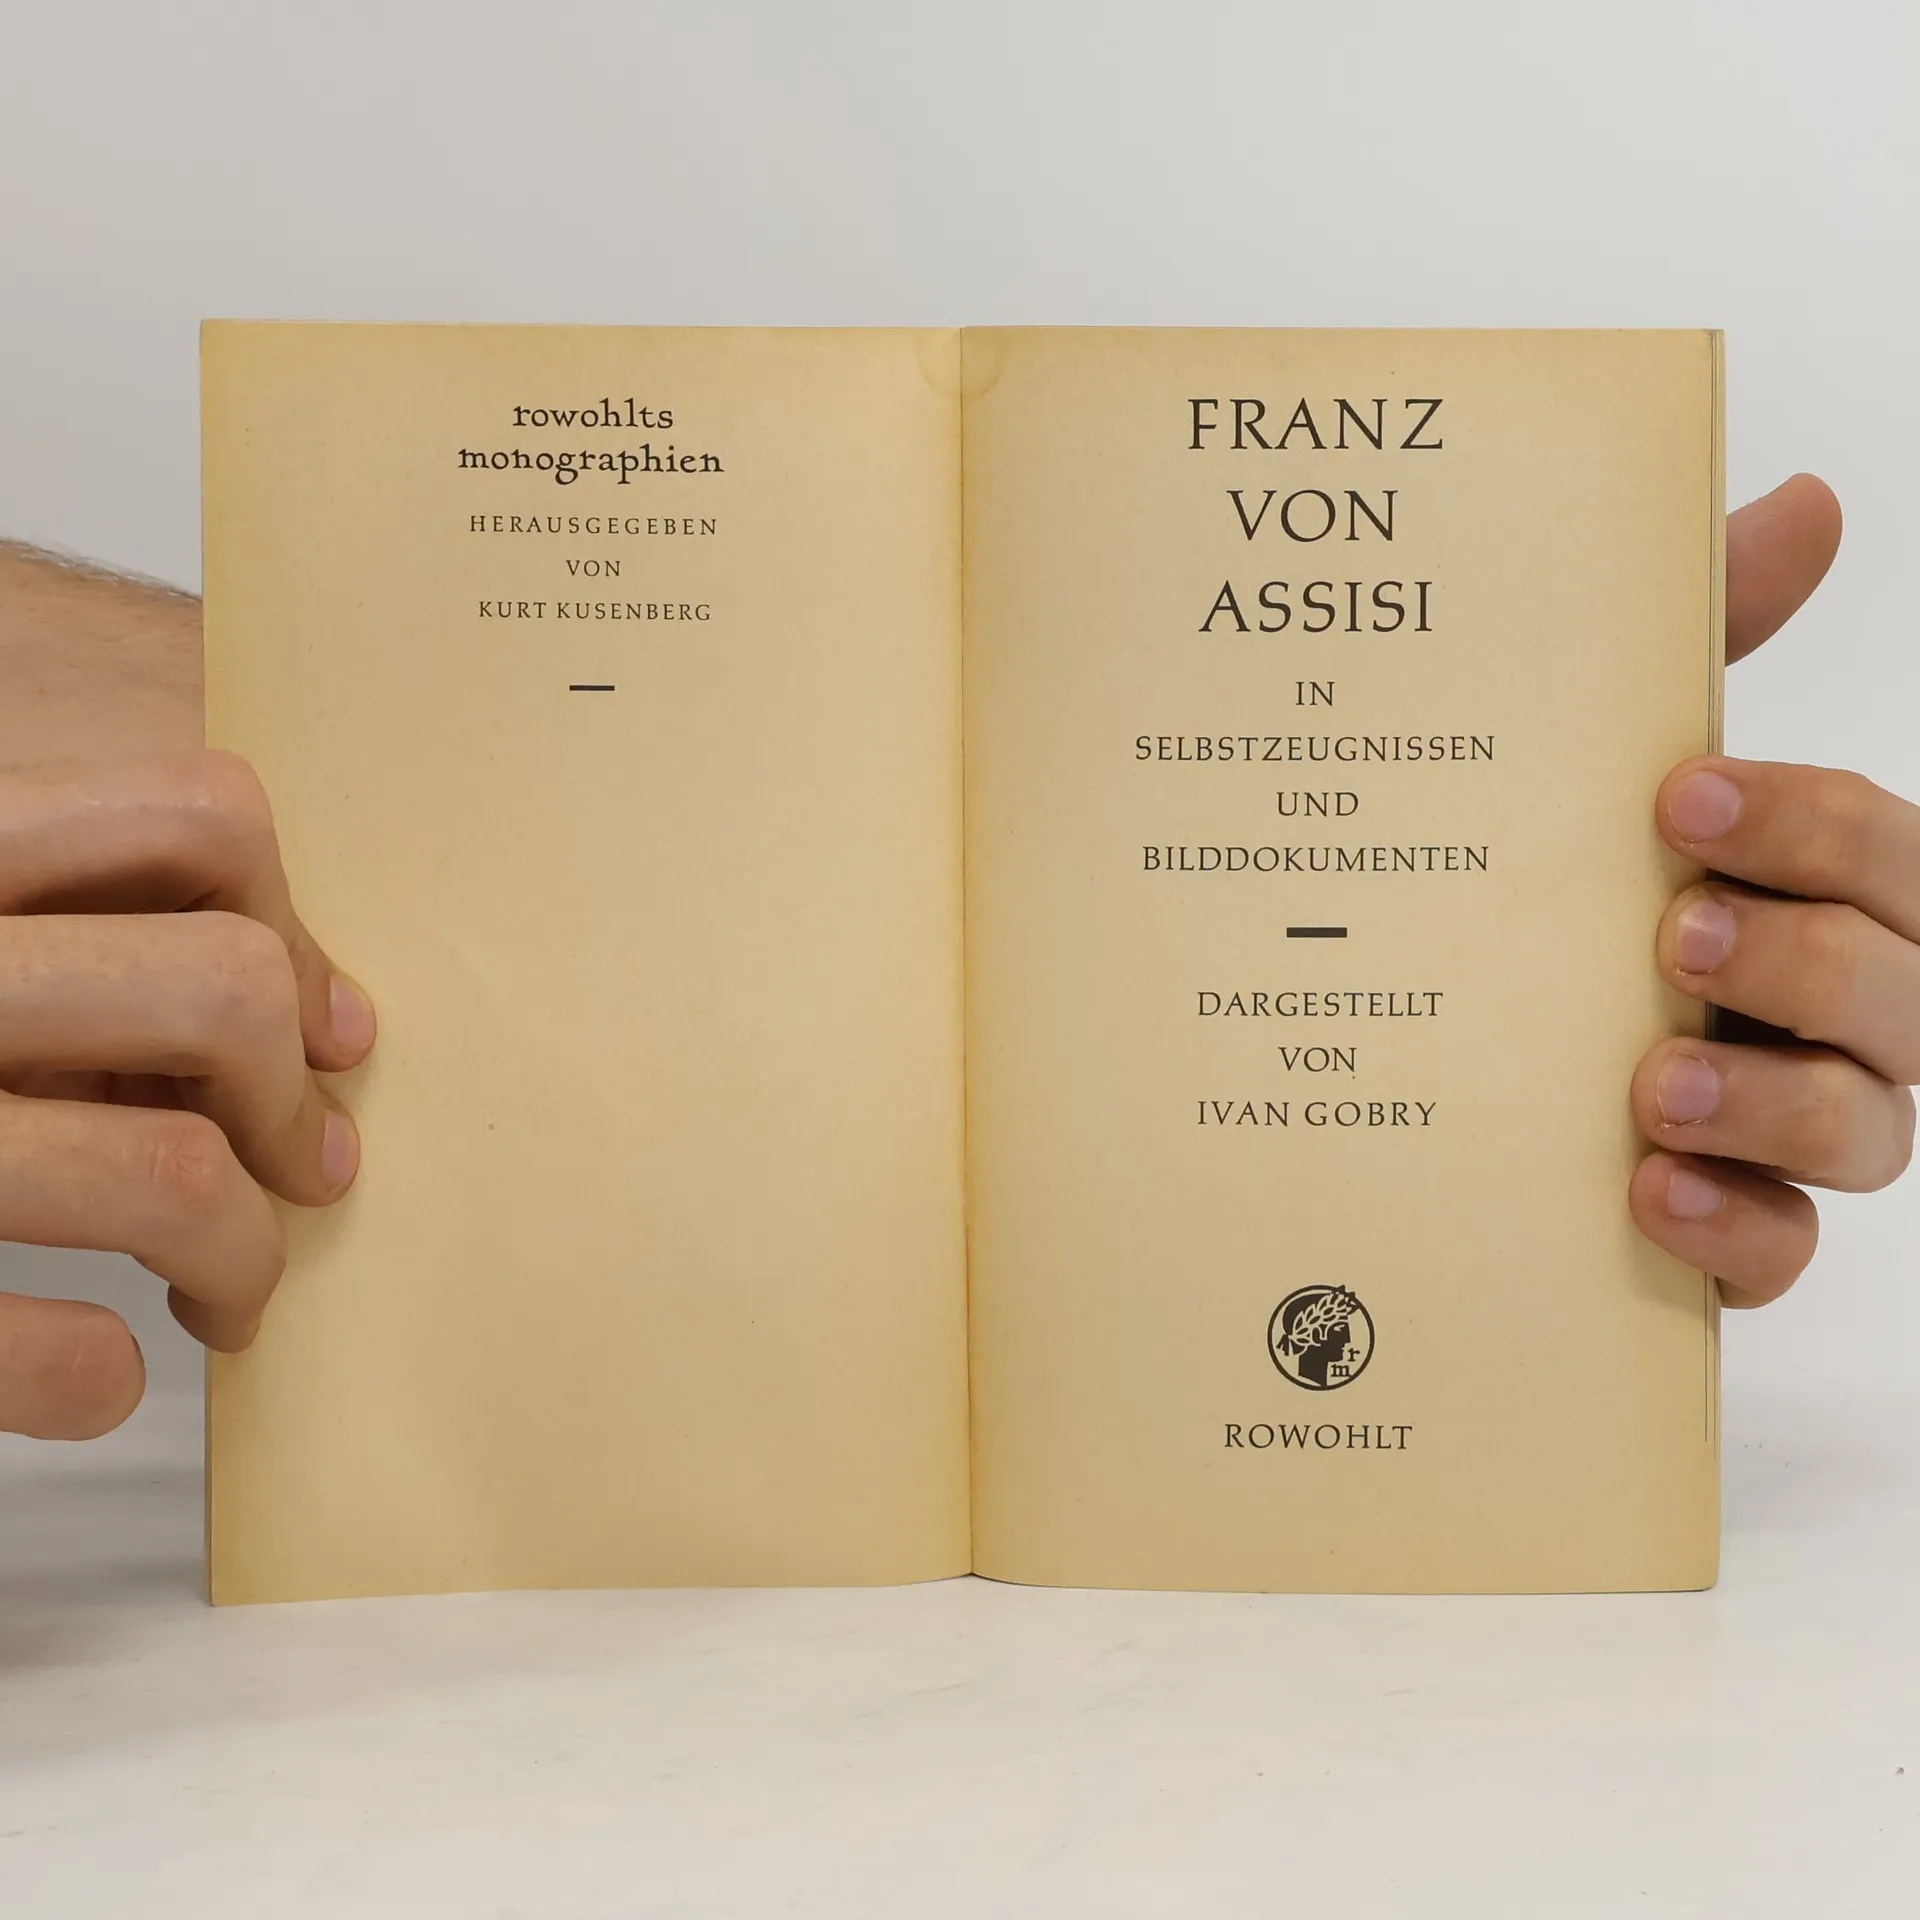 rowohlts
monographien
HERAUSGEGEBEN
VON
KURT KUSENBERG
FRANZ
VON
ASSISI
IN
SELBSTZEUGNISSEN
UND
BILDDOKUMENTEN
DARGESTELLT
VON
IVAN GOBRY
r
m
ROWOHLT